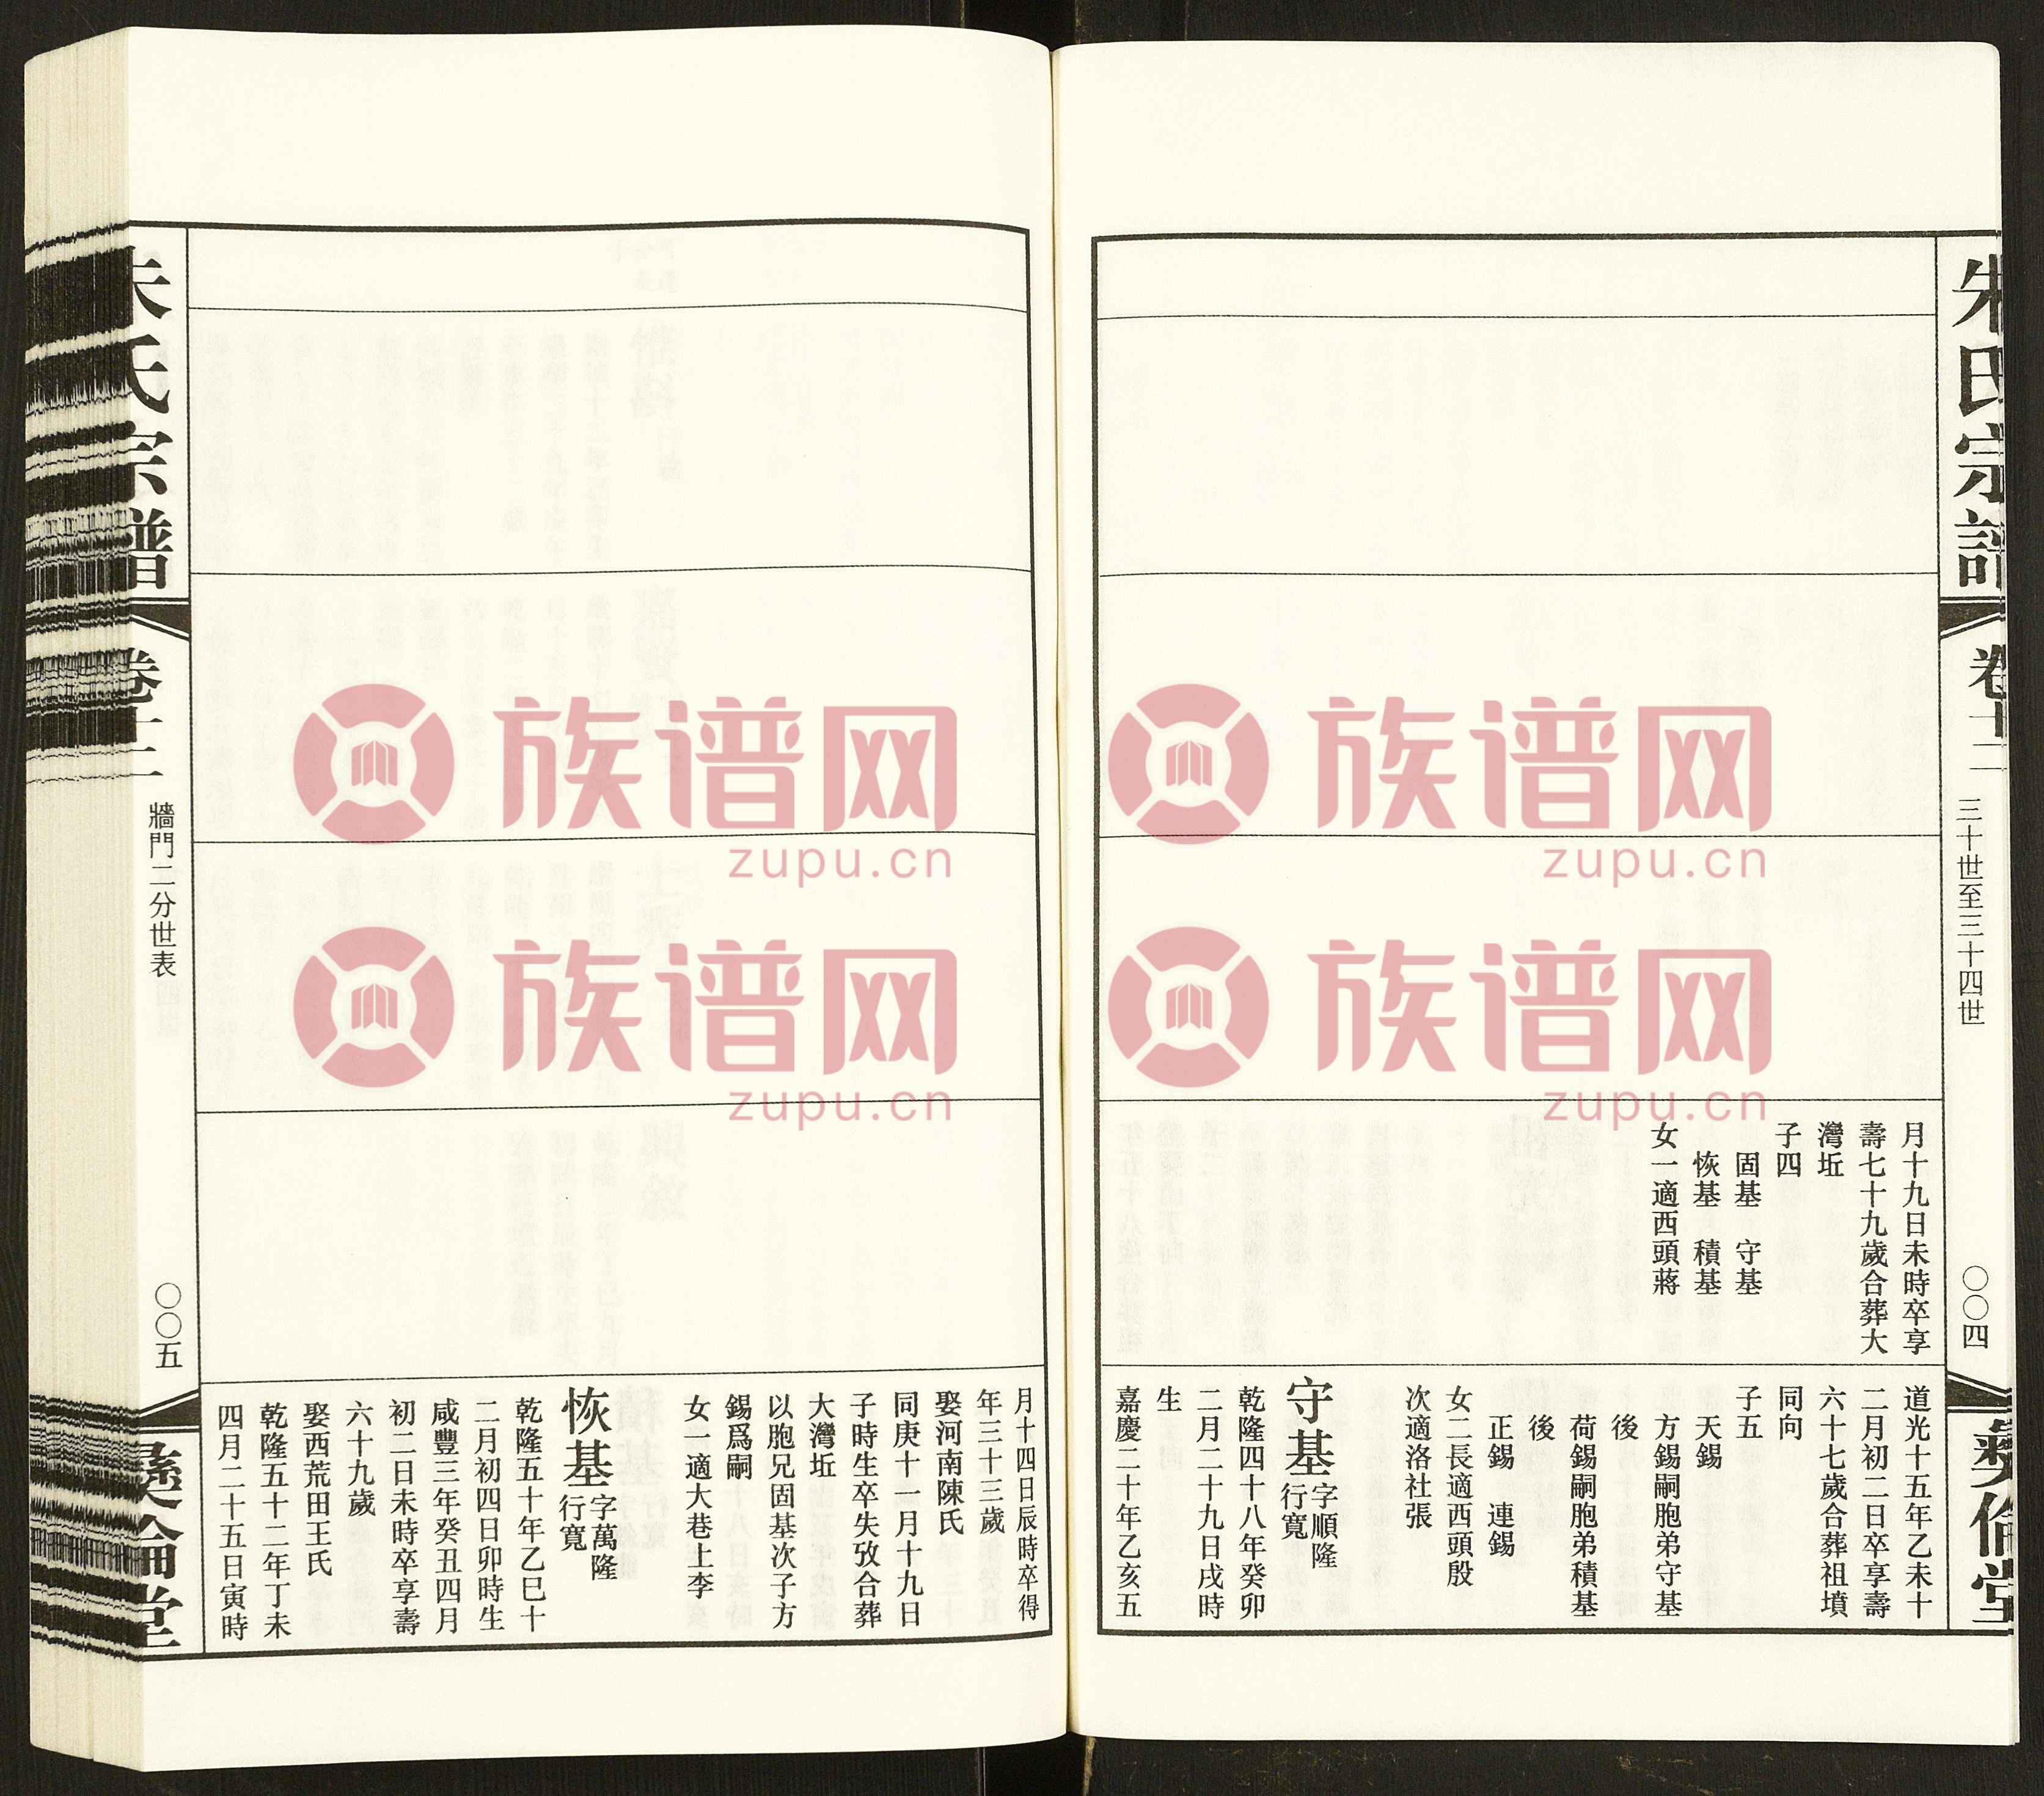 朱氏宗譜
卷十二
三十世至三十四世
〇〇四
彝倫堂
月十九日未時卒享
壽七十九歲合葬大
灣坵
子四
固基　守基
恢基　積基
女一適西頭蔣
道光十五年乙未十
二月初二日卒享壽
六十七歲合葬祖墳
同向
子五
天錫
方錫嗣胞弟守基
後
荷錫嗣胞弟積基
後
正錫　連錫
女二長適西頭殷
次適洛社張
守基
字順隆
行寬
乾隆四十八年癸卯
二月二十九日戌時
生
嘉慶二十年乙亥五
月十四日辰時卒得
年三十三歲
娶河南陳氏
同庚十一月十九日
子時生卒失攷合葬
大灣坵
以胞兄固基次子方
錫爲嗣
女一適大巷上李
恢基
字萬隆
行寬
乾隆五十年乙巳十
二月初四日卯時生
咸豐三年癸丑四月
初二日未時卒享壽
六十九歲
娶西荒田王氏
乾隆五十二年丁未
四月二十五日寅時
朱氏宗譜
卷十二
牆門二分世表
〇〇五
彝倫堂
族谱网
zupu.cn
族谱网
zupu.cn
族谱网
zupu.cn
族谱网
zupu.cn